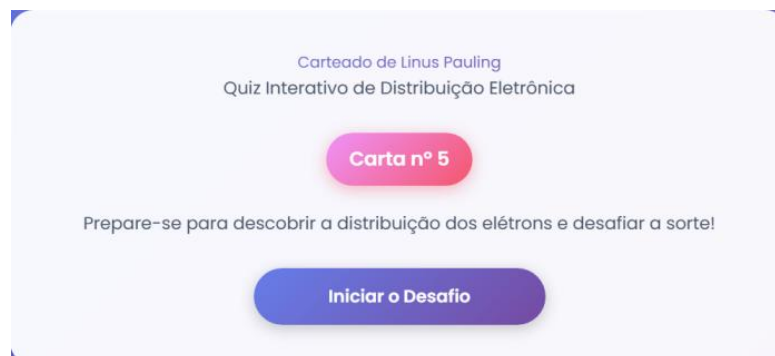 Carteado de Linus Pauling
Quiz Interativo de Distribuição Eletrônica
Carta nº 5
Prepare-se para descobrir a distribuição dos elétrons e desafiar a sorte!
Iniciar o Desafio